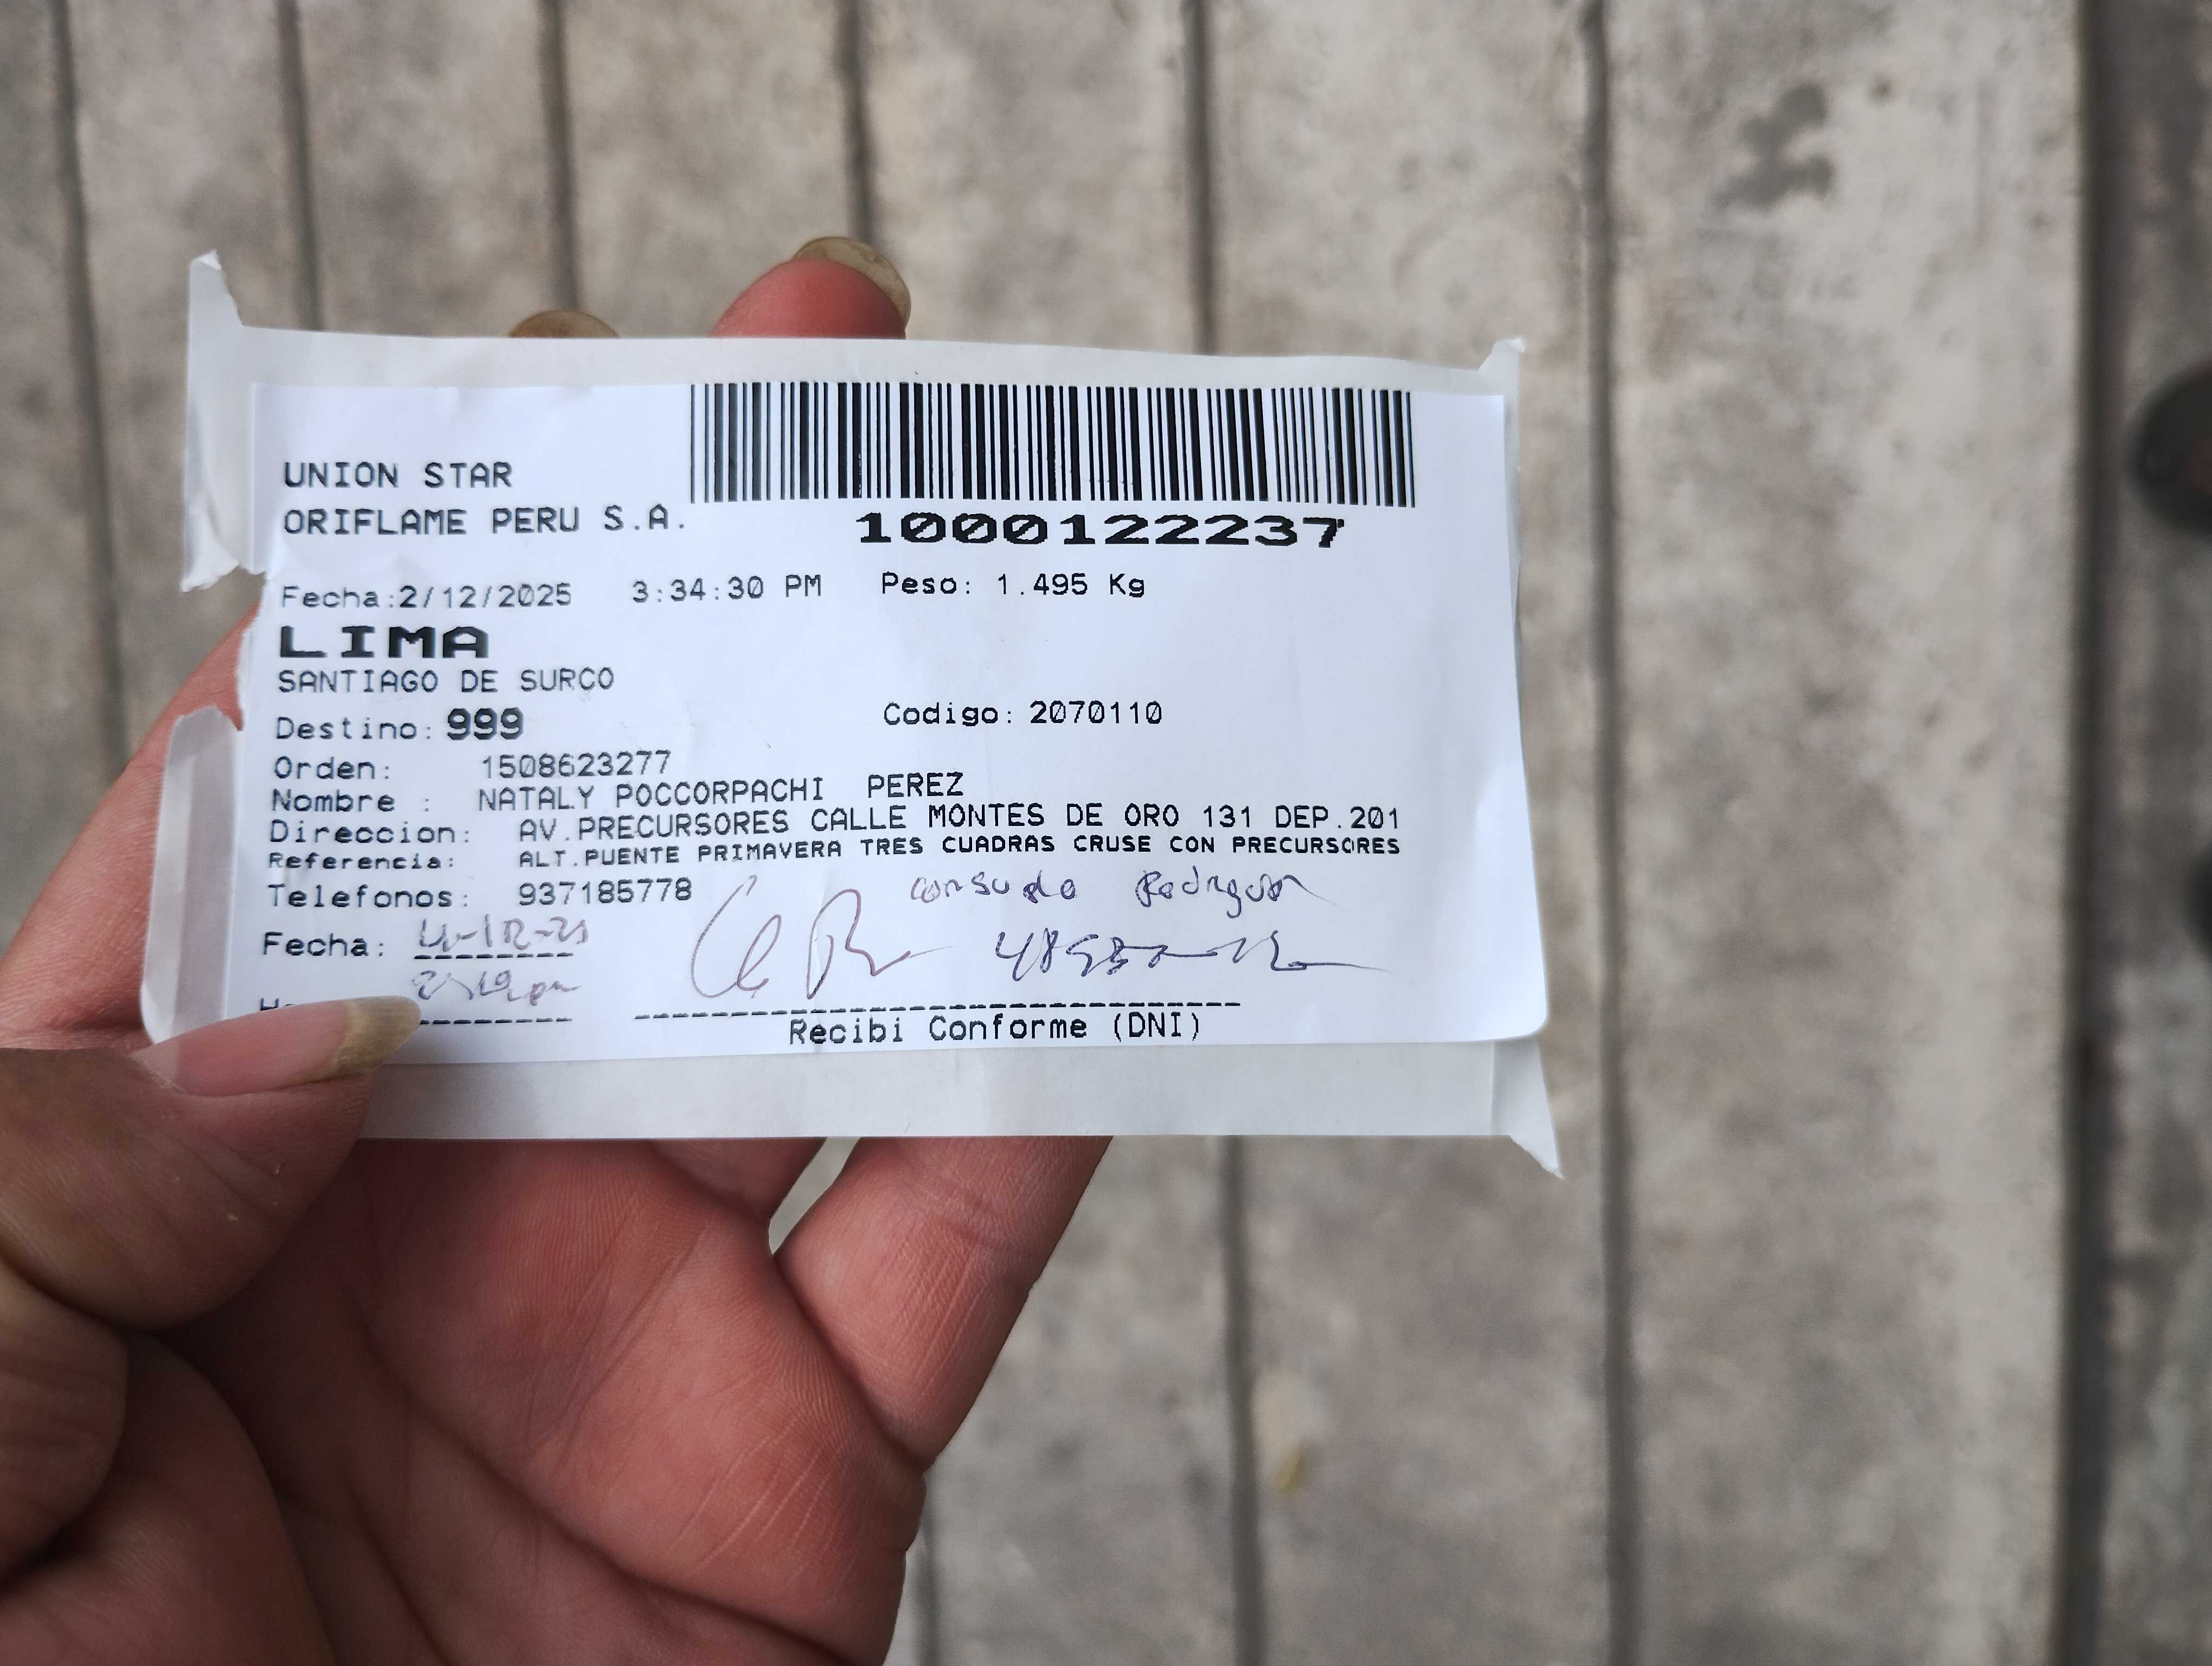 UNION STAR
ORIFLAME PERU S.A.
1000122237
Fecha:2/12/2025 3:34:30 PM Peso: 1.495 Kg
LIMA
SANTIAGO DE SURCO
Destino: 999 Codigo: 2070110
Orden: 1508623277
Nombre : NATALY POCCORPACHI PEREZ
Direccion: AV.PRECURSORES CALLE MONTES DE ORO 131 DEP.201
Referencia: ALT.PUENTE PRIMAVERA TRES CUADRAS CRUSE CON PRECURSORES
Telefonos: 937185778
Fecha:
Recibi Conforme (DNI)